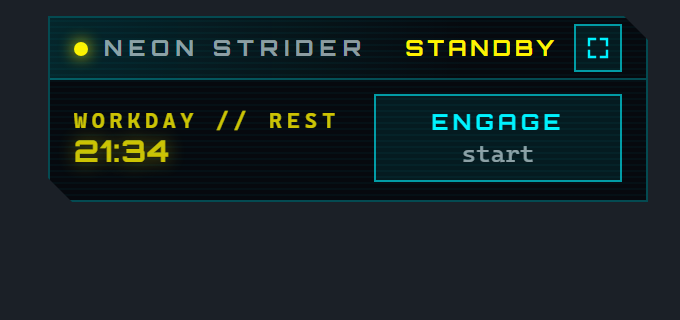 NEON STRIDER STANDBY
WORKDAY // REST
21:34
ENGAGE
start